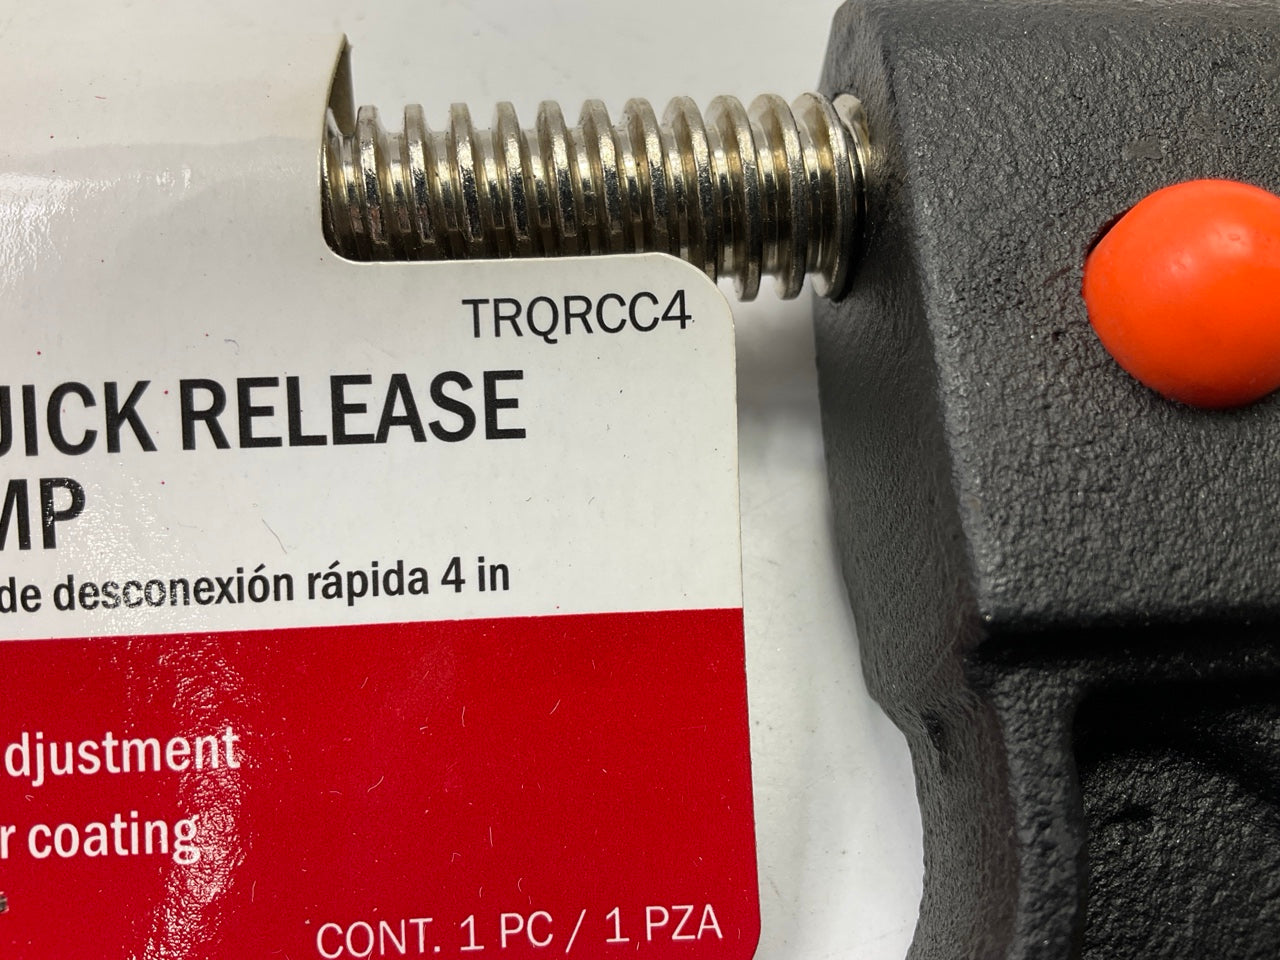 TRQRCC4
UICK RELEASE
MP
de desconexión rápida 4 in
djustment
r coating
CONT. 1 PC / 1 PZA